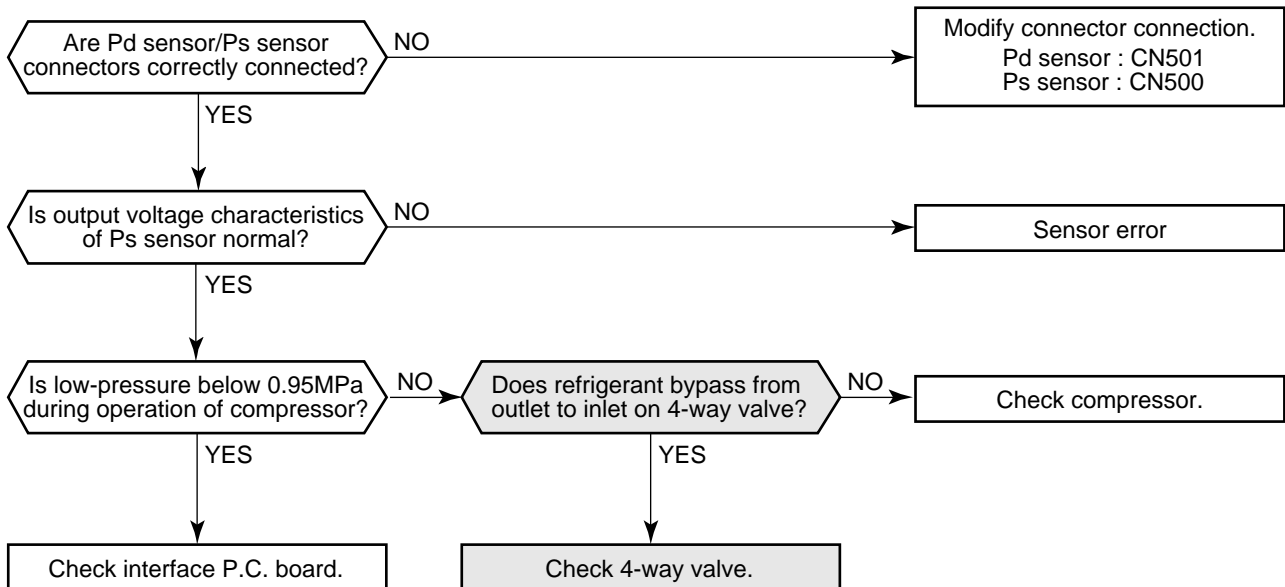 Are Pd sensor/Ps sensor
connectors correctly connected?
NO
Modify connector connection.
Pd sensor : CN501
Ps sensor : CN500
YES
Is output voltage characteristics
of Ps sensor normal?
NO
Sensor error
YES
Is low-pressure below 0.95MPa
during operation of compressor?
NO
Does refrigerant bypass from
outlet to inlet on 4-way valve?
NO
Check compressor.
YES
YES
Check interface P.C. board.
Check 4-way valve.